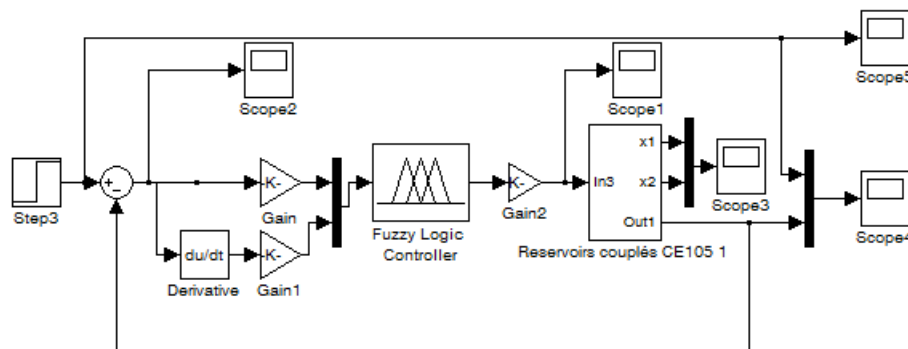 Scope5
Scope2
Scope1
Step3
+
-
-K-
Gain
Fuzzy Logic
Controller
K-
Gain2
In3
x1
x2
Out1
Reservoirs couplés CE105 1
Scope3
Scope4
du/dt
Derivative
-K-
Gain1